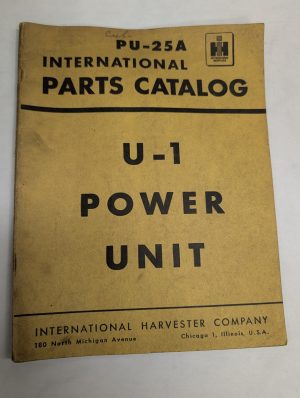 PU-25A
INTERNATIONAL
PARTS CATALOG
U-1
POWER
UNIT
INTERNATIONAL HARVESTER COMPANY
180 North Michigan Avenue Chicago 1, Illinois, U.S.A.